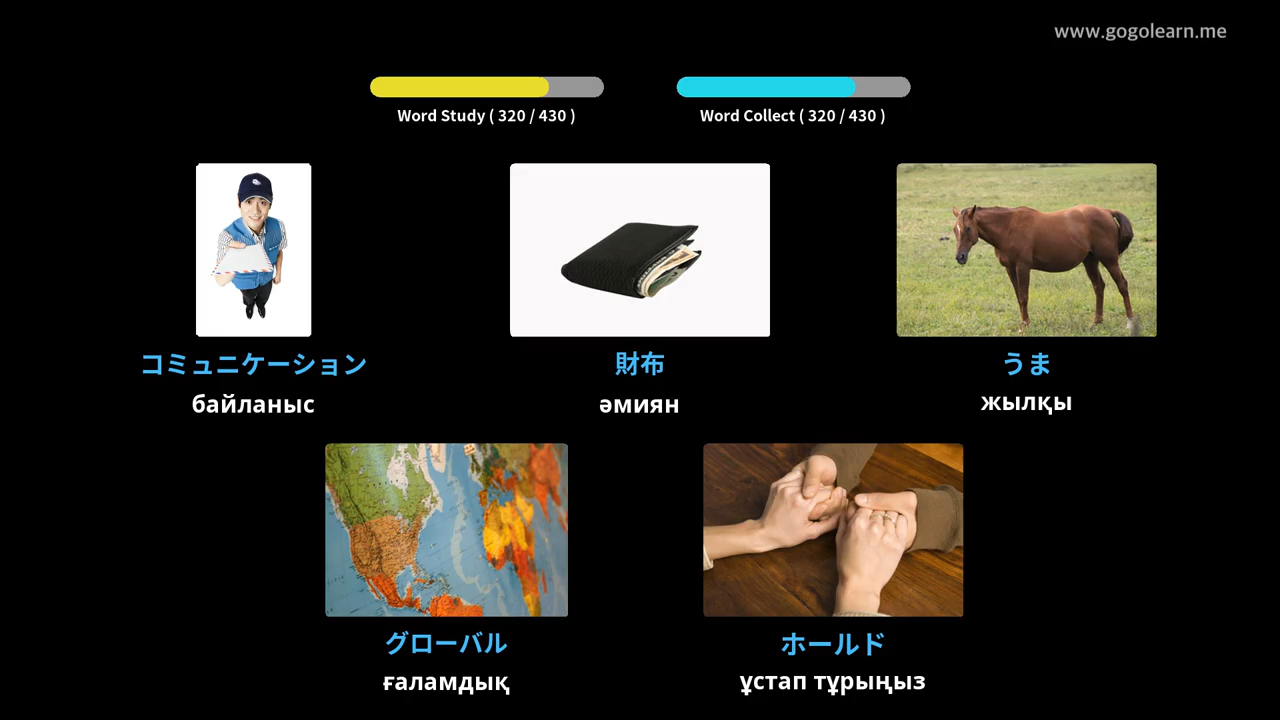 www.gogolearn.me
Word Study ( 320 / 430 )
Word Collect ( 320 / 430 )
コミュニケーション
財布
うま
байланыс
әмиян
жылқы
グローバル
ホールド
ғаламдық
ұстап тұрыңыз